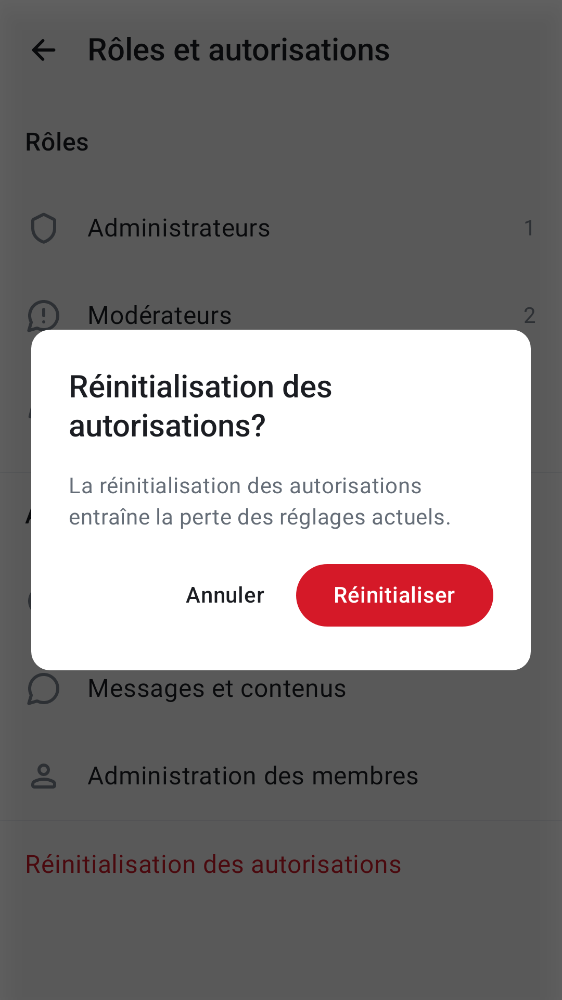 Rôles et autorisations
Rôles
Administrateurs 1
Modérateurs 2
Réinitialisation des
autorisations?
La réinitialisation des autorisations
entraîne la perte des réglages actuels.
Annuler Réinitialiser
Messages et contenus
Administration des membres
Réinitialisation des autorisations